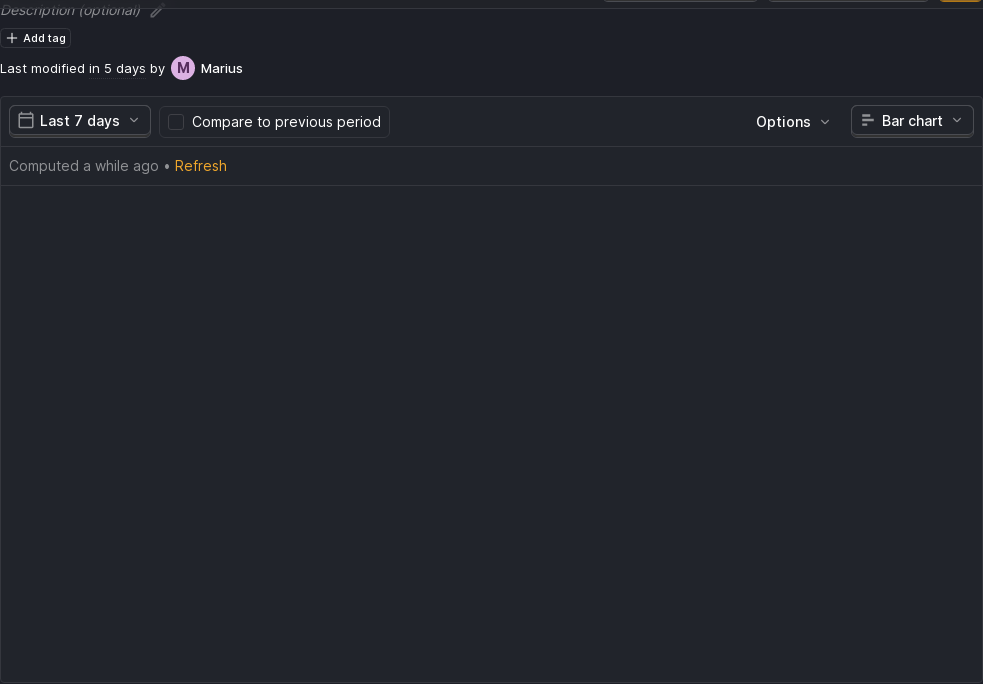 Description (optional)
Add tag
Last modified in 5 days by M Marius
Last 7 days Compare to previous period Options Bar chart
Computed a while ago • Refresh